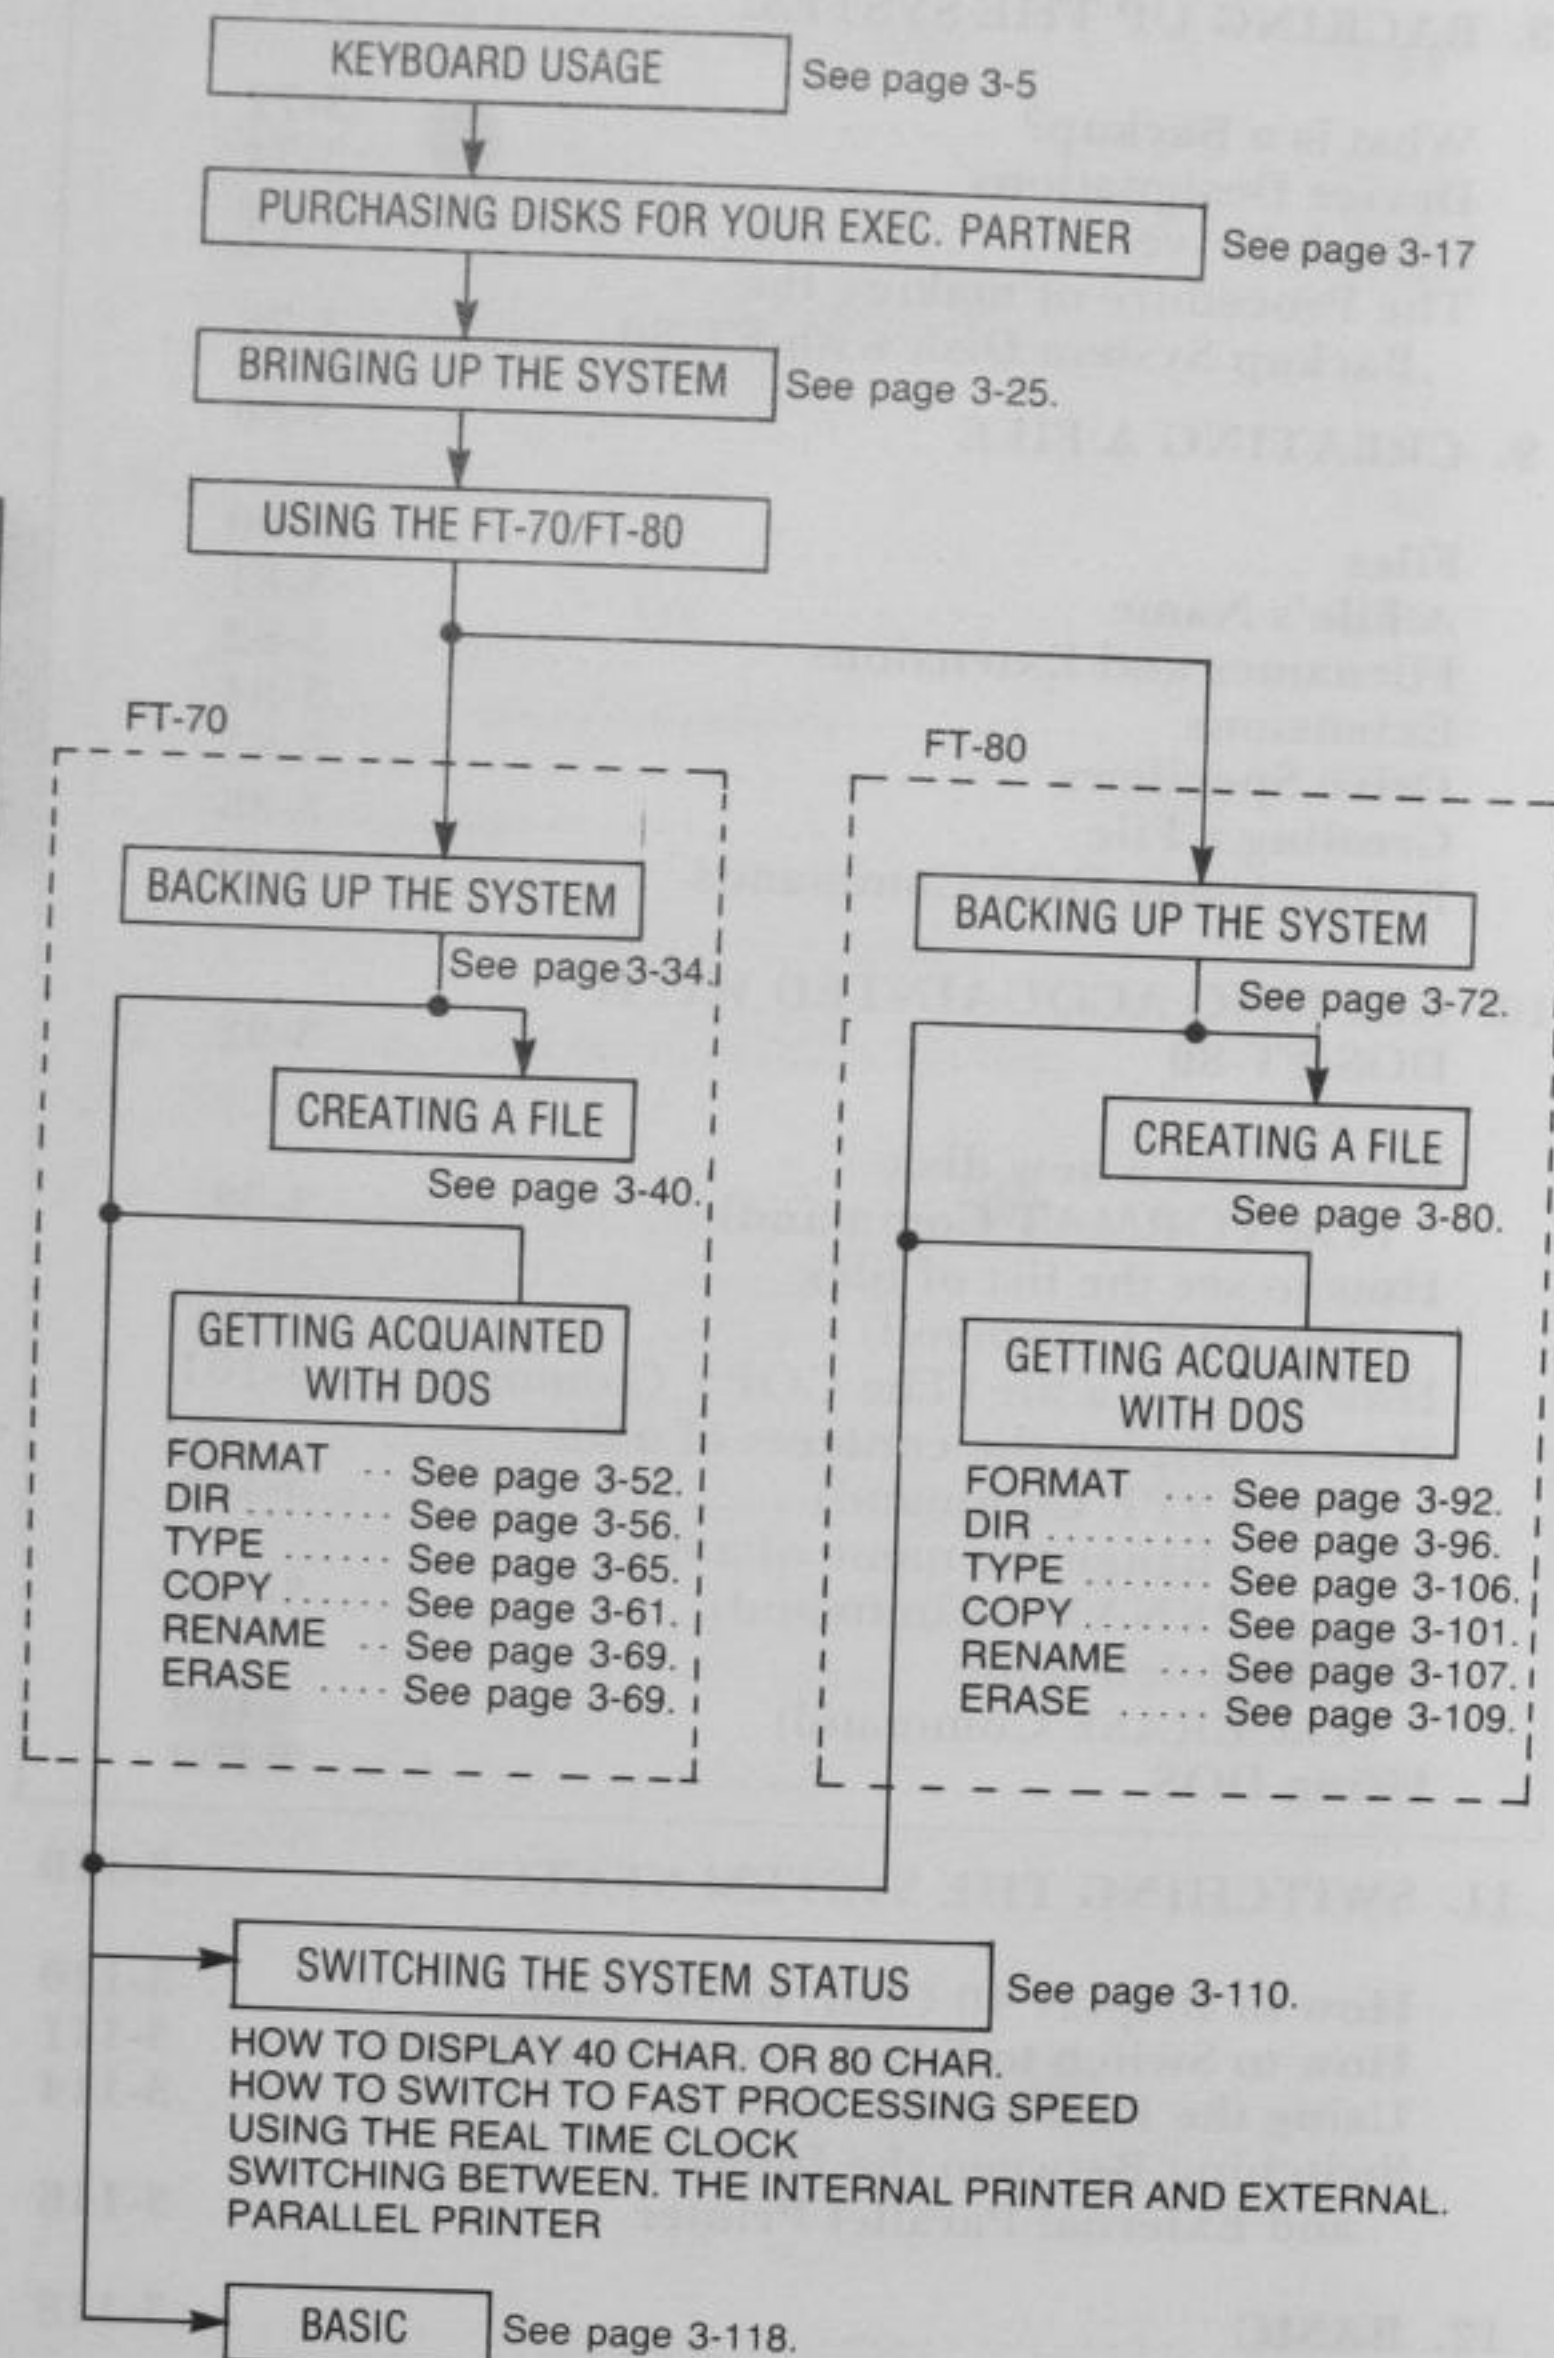 KEYBOARD USAGE
See page 3-5
PURCHASING DISKS FOR YOUR EXEC. PARTNER
See page 3-17
BRINGING UP THE SYSTEM
See page 3-25.
USING THE FT-70/FT-80
FT-70
BACKING UP THE SYSTEM
See page 3-34.
CREATING A FILE
See page 3-40.
GETTING ACQUAINTED
WITH DOS
FORMAT .. See page 3-52.
DIR ........ See page 3-56.
TYPE ...... See page 3-65.
COPY ...... See page 3-61.
RENAME .. See page 3-69.
ERASE .... See page 3-69.
FT-80
BACKING UP THE SYSTEM
See page 3-72.
CREATING A FILE
See page 3-80.
GETTING ACQUAINTED
WITH DOS
FORMAT ... See page 3-92.
DIR ......... See page 3-96.
TYPE ....... See page 3-106.
COPY ....... See page 3-101.
RENAME ... See page 3-107.
ERASE ..... See page 3-109.
SWITCHING THE SYSTEM STATUS
See page 3-110.
HOW TO DISPLAY 40 CHAR. OR 80 CHAR.
HOW TO SWITCH TO FAST PROCESSING SPEED
USING THE REAL TIME CLOCK
SWITCHING BETWEEN. THE INTERNAL PRINTER AND EXTERNAL.
PARALLEL PRINTER
BASIC
See page 3-118.